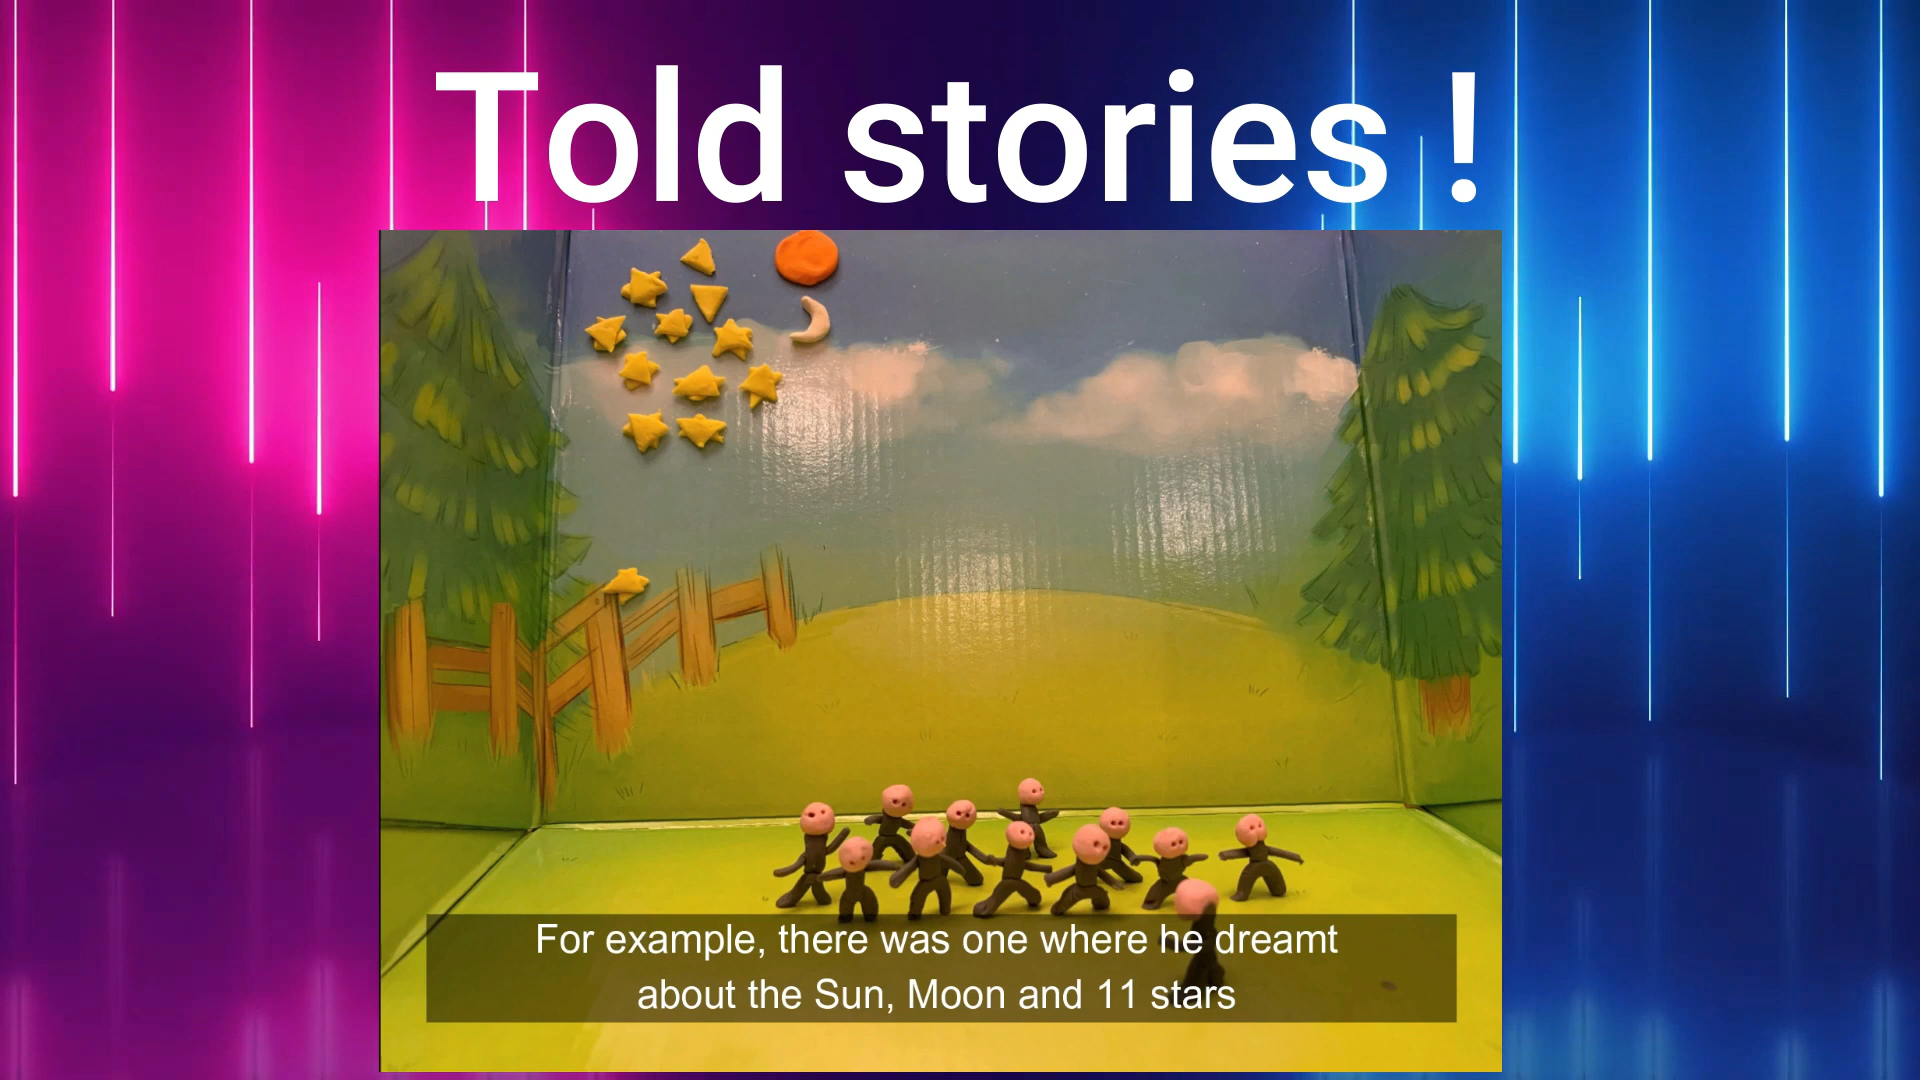 Told stories !
For example, there was one where he dreamt
about the Sun, Moon and 11 stars